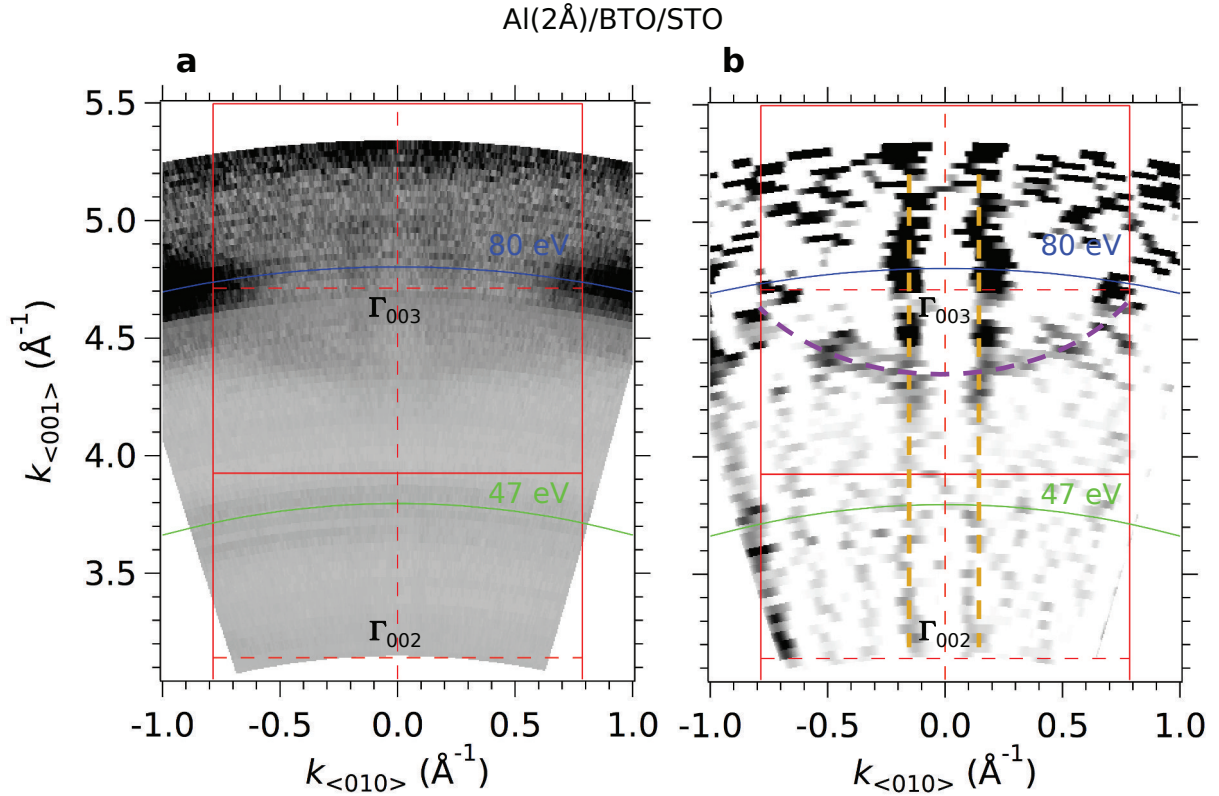 Al(2Å)/BTO/STO
a
b
5.5
5.0
4.5
4.0
3.5
k<001> (Å-1)
80 eV
Γ003
47 eV
Γ002
80 eV
Γ003
47 eV
Γ002
-1.0 -0.5 0.0 0.5 1.0
-1.0 -0.5 0.0 0.5 1.0
k<010> (Å-1)
k<010> (Å-1)